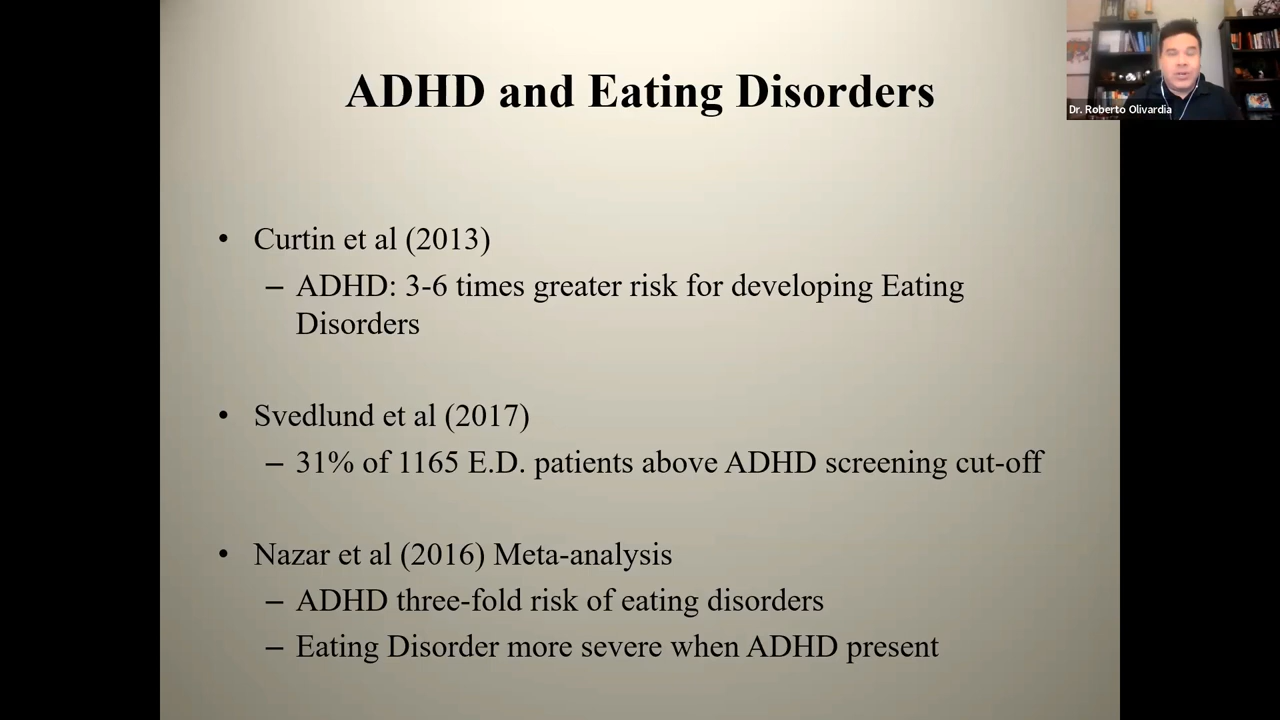 ADHD and Eating Disorders
Dr. Roberto Olivardia
• Curtin et al (2013)
– ADHD: 3-6 times greater risk for developing Eating
Disorders
• Svedlund et al (2017)
– 31% of 1165 E.D. patients above ADHD screening cut-off
• Nazar et al (2016) Meta-analysis
– ADHD three-fold risk of eating disorders
– Eating Disorder more severe when ADHD present